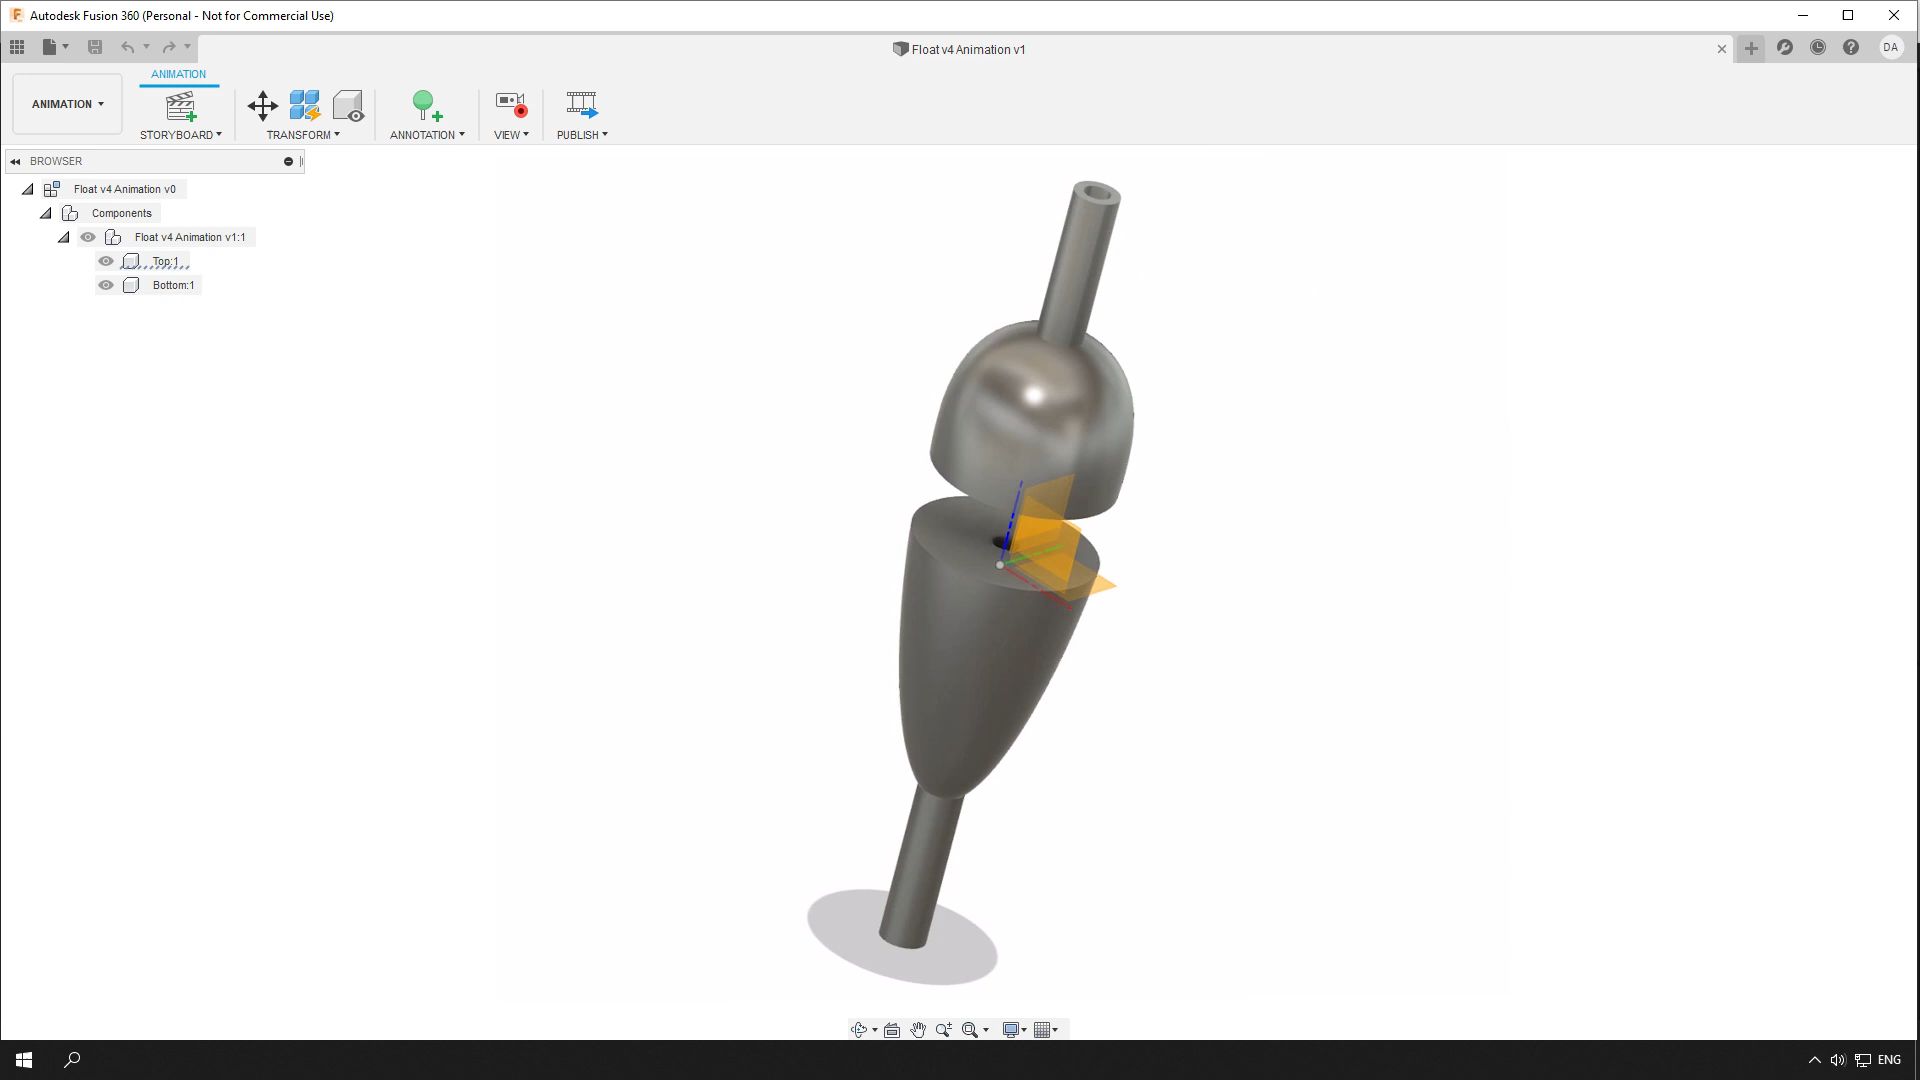 Autodesk Fusion 360 (Personal - Not for Commercial Use)
Float v4 Animation v1
DA
ANIMATION
ANIMATION
STORYBOARD
TRANSFORM
ANNOTATION
VIEW
PUBLISH
BROWSER
Float v4 Animation v0
Components
Float v4 Animation v1:1
Top:1
Bottom:1
ENG